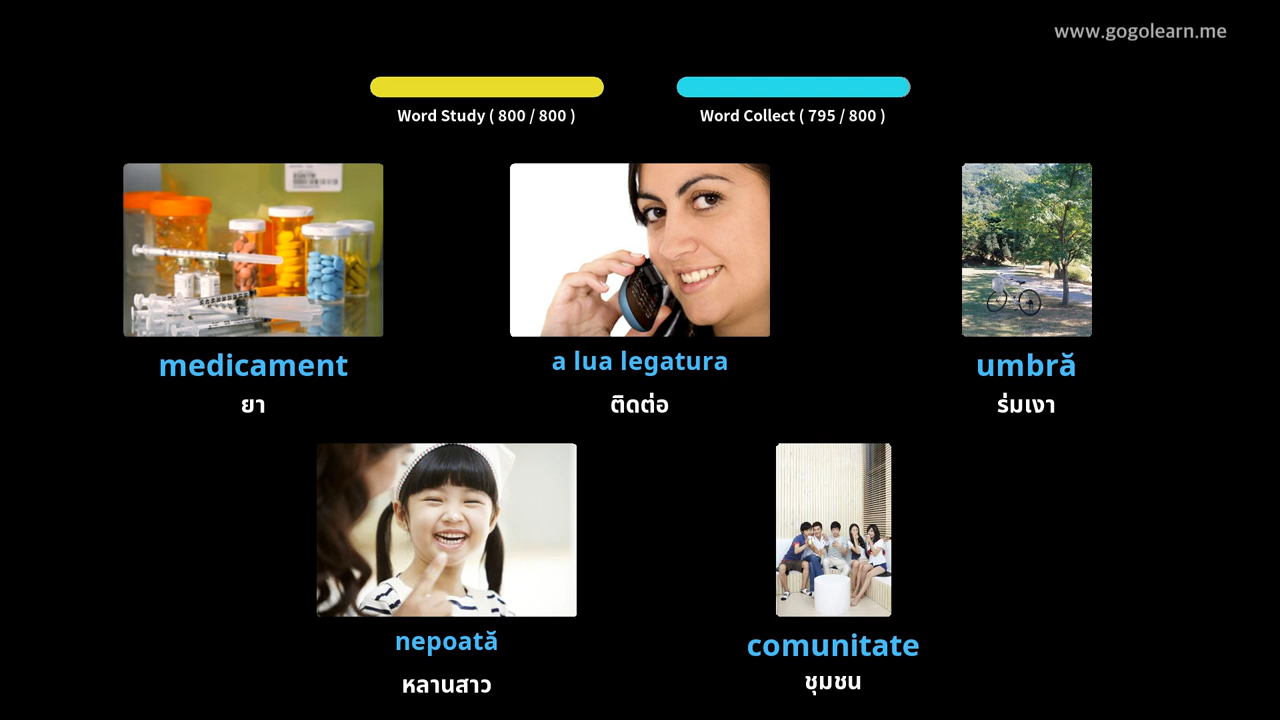 www.gogolearn.me
Word Study ( 800 / 800 )
Word Collect ( 795 / 800 )
medicament
ยา
a lua legatura
ติดต่อ
umbră
ร่มเงา
nepoată
หลานสาว
comunitate
ชุมชน